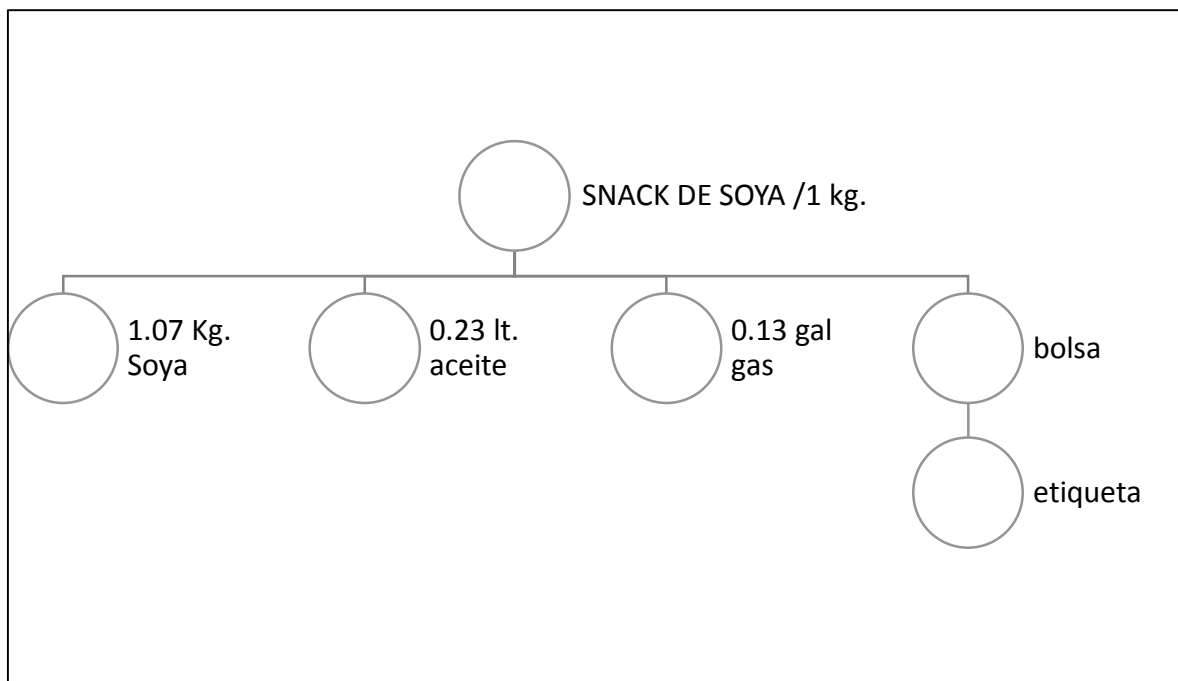 SNACK DE SOYA /1 kg.
1.07 Kg.
Soya
0.23 lt.
aceite
0.13 gal
gas
bolsa
etiqueta